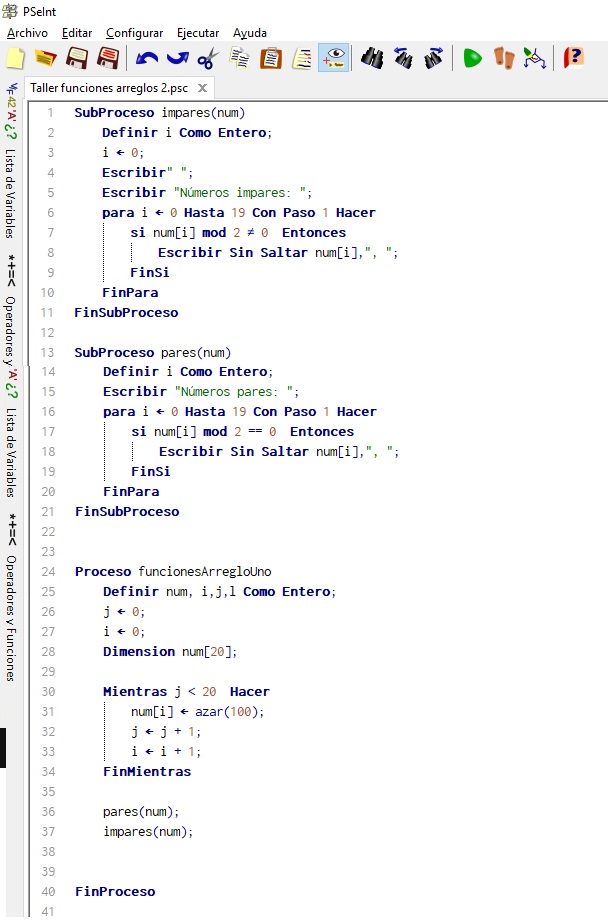 PSeInt
Archivo Editar Configurar Ejecutar Ayuda
Taller funciones arreglos 2.psc X
1 SubProceso impares(num)
2 Definir i Como Entero;
3 i ← 0;
4 Escribir" ";
5 Escribir "Números impares: ";
6 para i ← 0 Hasta 19 Con Paso 1 Hacer
7 si num[i] mod 2 ≠ 0 Entonces
8 Escribir Sin Saltar num[i],", ";
9 FinSi
10 FinPara
11 FinSubProceso
12
13 SubProceso pares(num)
14 Definir i Como Entero;
15 Escribir "Números pares: ";
16 para i ← 0 Hasta 19 Con Paso 1 Hacer
17 si num[i] mod 2 == 0 Entonces
18 Escribir Sin Saltar num[i],", ";
19 FinSi
20 FinPara
21 FinSubProceso
22
23
24 Proceso funcionesArregloUno
25 Definir num, i,j,l Como Entero;
26 j ← 0;
27 i ← 0;
28 Dimension num[20];
29
30 Mientras j < 20 Hacer
31 num[i] ← azar(100);
32 j ← j + 1;
33 i ← i + 1;
34 FinMientras
35
36 pares(num);
37 impares(num);
38
39
40 FinProceso
41
VF 42 'A' ¿? Lista de Variables
*+=< Operadores y
'A' ¿? Lista de Variables
*+=< Operadores y Funciones